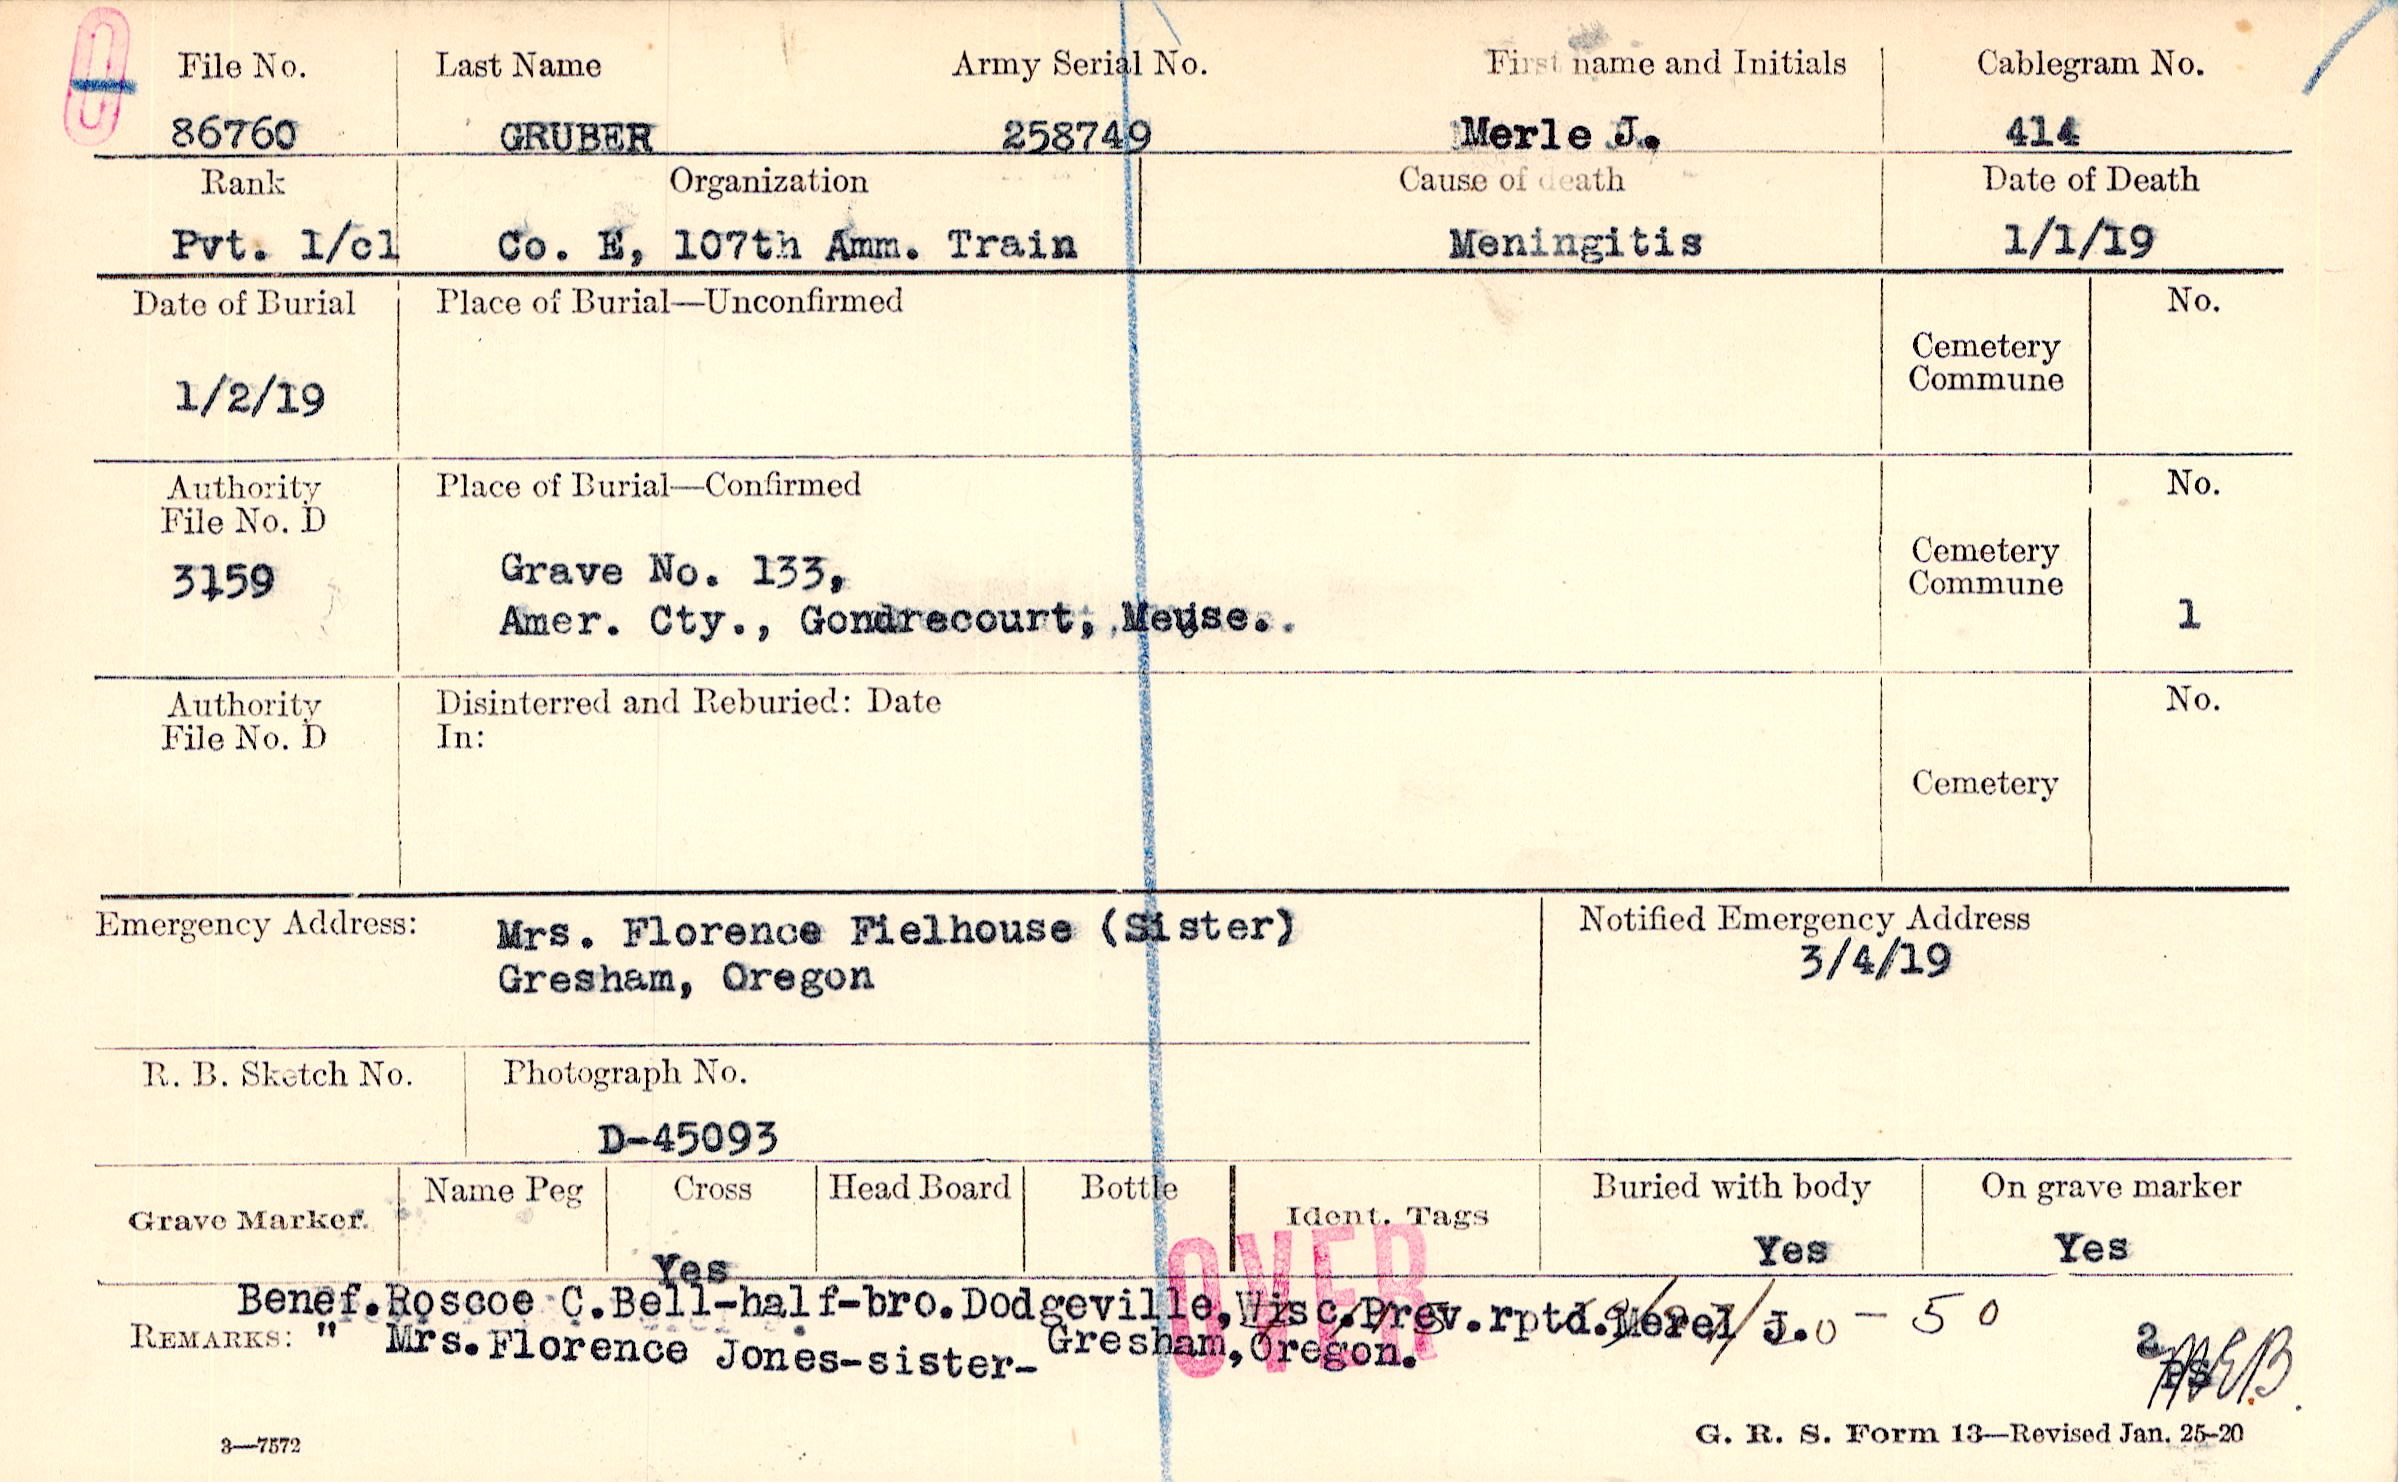 File No. Last Name Army Serial No. First name and Initials Cablegram No.
86760 GRUBER 258749 Merle J. 414
Rank Organization Cause of death Date of Death
Pvt. 1/cl Co. E, 107th Amm. Train Meningitis 1/1/19
Date of Burial Place of Burial—Unconfirmed No.
Cemetery
Commune
1/2/19
Authority Place of Burial—Confirmed No.
File No. D
Cemetery
Commune
3159 Grave No. 133,
Amer. Cty., Gondrecourt, Meuse. 1
Authority Disinterred and Reburied: Date No.
File No. D In:
Cemetery
Emergency Address: Mrs. Florence Fielhouse (Sister) Notified Emergency Address
Gresham, Oregon 3/4/19
R. B. Sketch No. Photograph No.
D-45093
Grave Marker. Name Peg Cross Head Board Bottle Ident. Tags Buried with body On grave marker
Yes Yes Yes
OVER
Benef.Roscoe C.Bell-half-bro.Dodgeville,Wisc.Prev.rptd.Merel J. - 50
REMARKS: " Mrs.Florence Jones-sister-Gresham,Oregon. 2
MEB
3—7572 G. R. S. Form 13—Revised Jan. 25-20